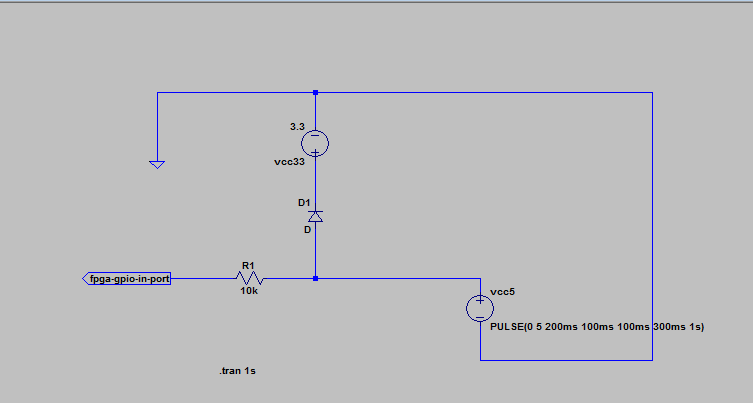 3.3
vcc33
D1
D
R1
fpga-gpio-in-port
10k
vcc5
PULSE(0 5 200ms 100ms 100ms 300ms 1s)
.tran 1s